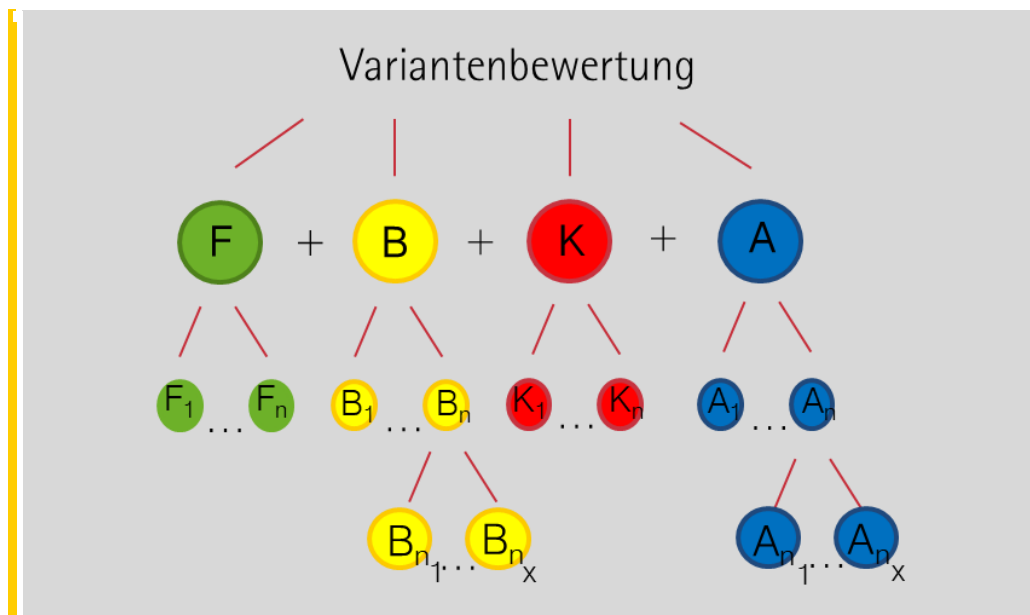 Variantenbewertung
F + B + K + A
F1 ... Fn B1 ... Bn K1 ... Kn A1 ... An
Bn1 ... Bnx An1 ... Anx